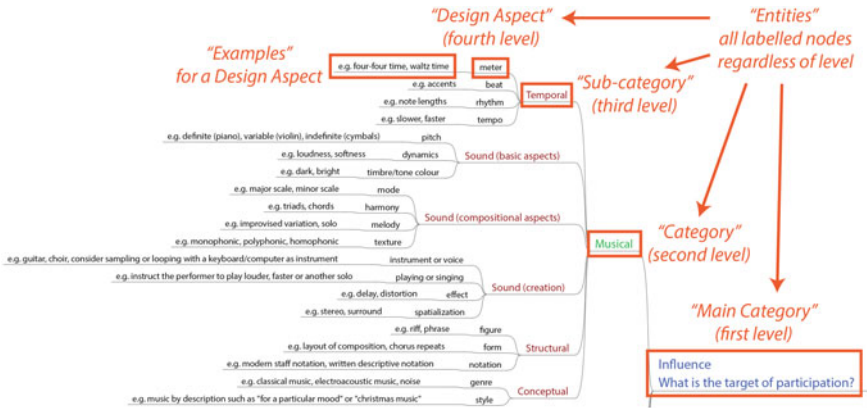 "Design Aspect"
(fourth level)
"Entities"
all labelled nodes
regardless of level
"Examples"
for a Design Aspect
"Sub-category"
(third level)
"Category"
(second level)
"Main Category"
(first level)
e.g. four-four time, waltz time meter
e.g. accents beat
e.g. note lengths rhythm
e.g. slower, faster tempo
Temporal
e.g. definite (piano), variable (violin), indefinite (cymbals) pitch
e.g. loudness, softness dynamics
e.g. dark, bright timbre/tone colour
Sound (basic aspects)
e.g. major scale, minor scale mode
e.g. triads, chords harmony
e.g. improvised variation, solo melody
e.g. monophonic, polyphonic, homophonic texture
Sound (compositional aspects)
Musical
e.g. guitar, choir, consider sampling or looping with a keyboard/computer as instrument instrument or voice
e.g. instruct the performer to play louder, faster or another solo playing or singing
e.g. delay, distortion effect
e.g. stereo, surround spatialization
Sound (creation)
e.g. riff, phrase figure
e.g. layout of composition, chorus repeats form
e.g. modern staff notation, written descriptive notation notation
Structural
e.g. classical music, electroacoustic music, noise genre
e.g. music by description such as "for a particular mood" or "christmas music" style
Conceptual
Influence
What is the target of participation?